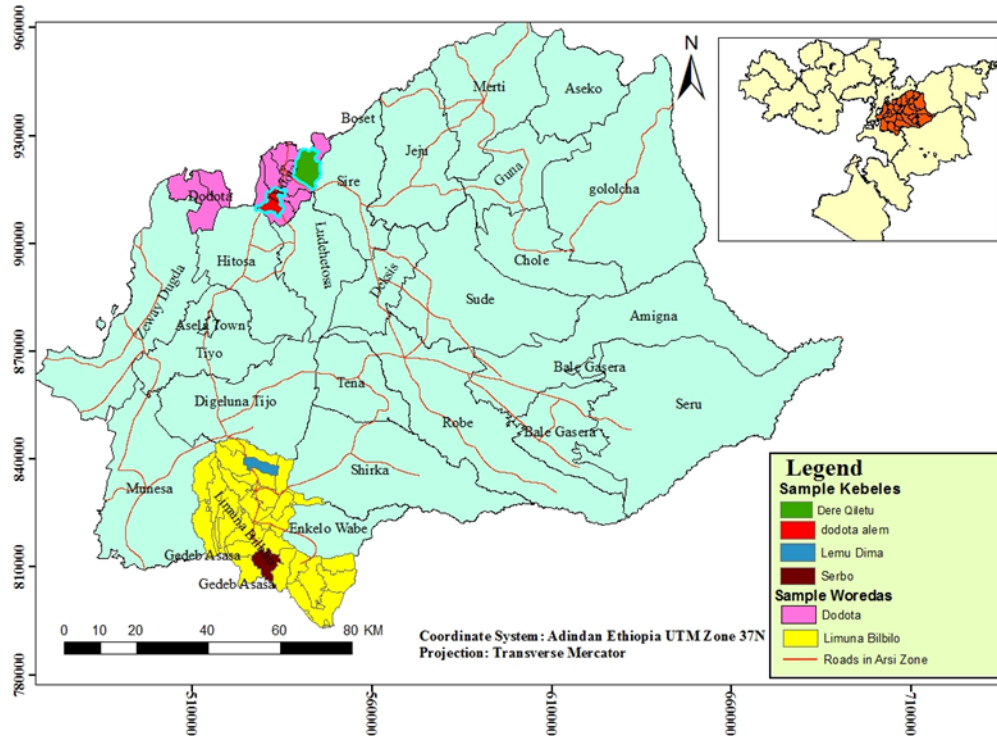 960000
930000
900000
870000
840000
810000
780000
N
Merti
Aseko
Boset
Jeju
Guna
Sire
gololcha
Dodota
Hitosa
Ludehetosa
Chole
Deksis
Zeway Dugda
Sude
Amigna
Asela Town
Tiyo
Bale Gasera
Tena
Digeluna Tijo
Seru
Robe
Bale Gasera
Shirka
Munesa
Enkelo Wabe
Gedeb Asasa
Gedeb Asasa
0 10 20 40 60 80 KM
Coordinate System: Adindan Ethiopia UTM Zone 37N
Projection: Transverse Mercator
Legend
Sample Kebeles
Dere Qiletu
dodota alem
Lemu Dima
Serbo
Sample Woredas
Dodota
Limuna Bilbilo
Roads in Arsi Zone
510000
560000
610000
660000
710000